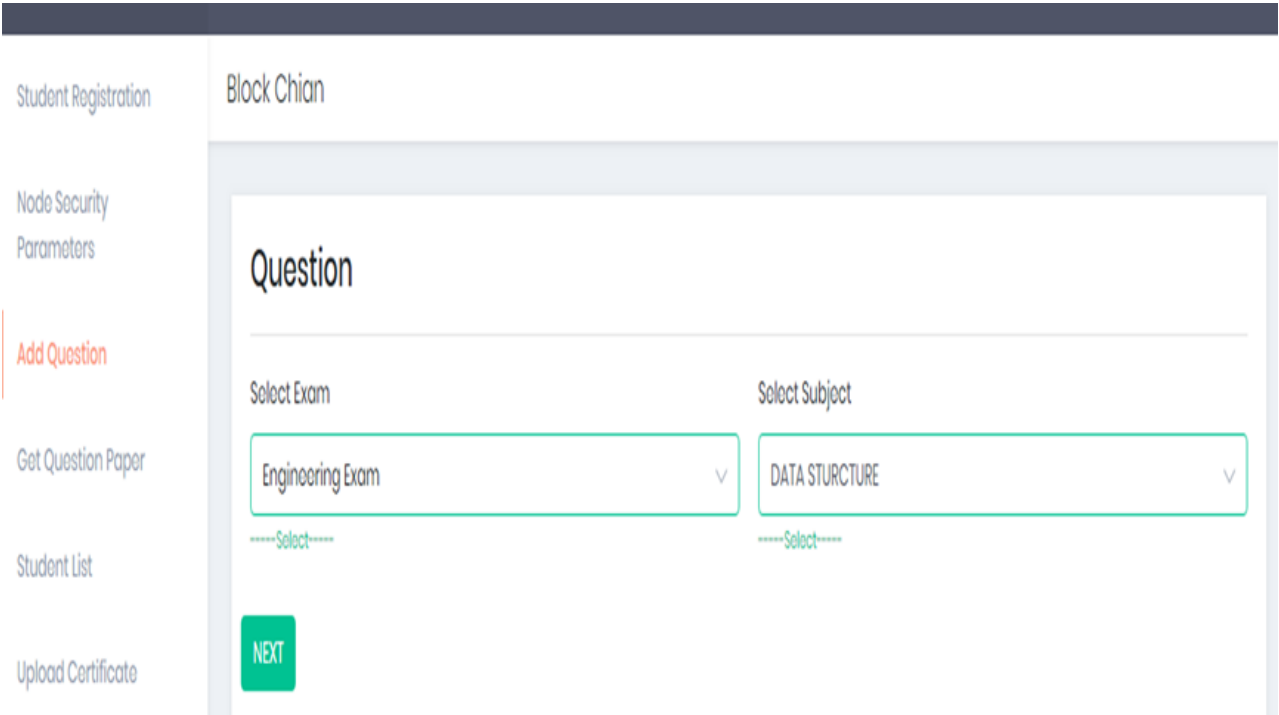 Student Registration
Block Chian
Node Security
Parameters
Question
Add Question
Select Exam
Select Subject
Engineering Exam
DATA STURCTURE
-----Select-----
-----Select-----
Get Question Paper
Student List
NEXT
Upload Certificate